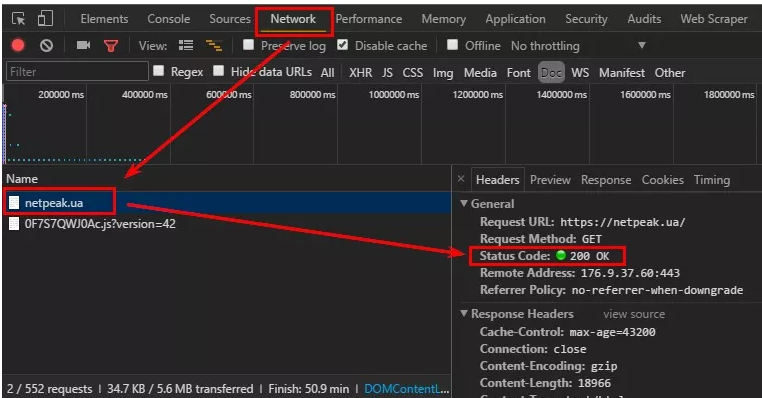 Elements Console Sources Network Performance Memory Application Security Audits Web Scraper
View: Preserve log Disable cache Offline No throttling
Filter Regex Hide data URLs All XHR JS CSS Img Media Font Doc WS Manifest Other
200000 ms 400000 ms 600000 ms 800000 ms 1000000 ms 1200000 ms 1400000 ms 1600000 ms 1800000 ms
Name
netpeak.ua
0F7S7QWJ0Ac.js?version=42
2 / 552 requests | 34.7 KB / 5.6 MB transferred | Finish: 50.9 min | DOMContentL...
× Headers Preview Response Cookies Timing
General
Request URL: https://netpeak.ua/
Request Method: GET
Status Code: 200 OK
Remote Address: 176.9.37.60:443
Referrer Policy: no-referrer-when-downgrade
Response Headers view source
Cache-Control: max-age=43200
Connection: close
Content-Encoding: gzip
Content-Length: 18966